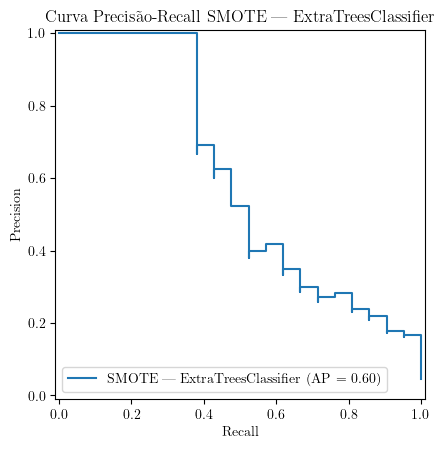 Curva Precisão-Recall SMOTE — ExtraTreesClassifier
1.0
0.8
0.6
0.4
0.2
0.0
Precision
SMOTE — ExtraTreesClassifier (AP = 0.60)
0.0 0.2 0.4 0.6 0.8 1.0
Recall